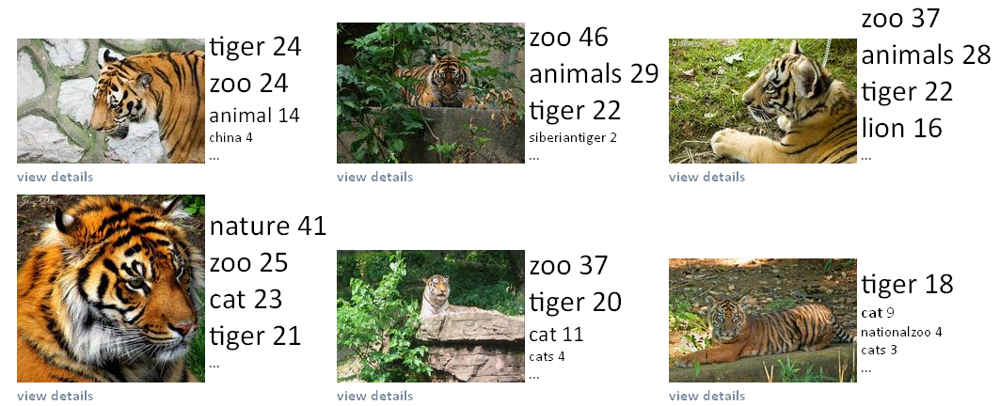 tiger 24
zoo 24
animal 14
china 4
...
view details
zoo 46
animals 29
tiger 22
siberiantiger 2
...
view details
zoo 37
animals 28
tiger 22
lion 16
...
view details
nature 41
zoo 25
cat 23
tiger 21
...
view details
zoo 37
tiger 20
cat 11
cats 4
...
view details
tiger 18
cat 9
nationalzoo 4
cats 3
...
view details